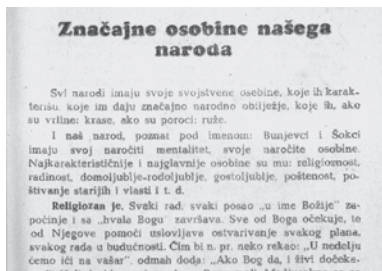 Značajne osobine našega
naroda
Svi narodi imaju svoje svojstvene osebine, koje ih karak-
terišu, koje im daju značajno narodno obilježje, koje ih, ako
su vrline: krase, ako su poroci: ruže.
I naš narod, poznat pod imenom: Bunjevci i Šokci
imaju svoj naročiti mentalitet, svoje naročite osobine.
Najkarakterističnije i najglavnije osobine su mu: religioznost,
radinost, domoljublje-rodoljublje, gostoljublje, poštenost, po-
štivanje starijih i vlasti i t. d.
Religiozan je. Svaki rad, svaki posao „u ime Božije" za-
počinje i sa „hvala Bogu" završava. Sve od Boga očekuje, te
od Njegove pomoći uslovljava ostvarivanje svakog plana,
svakog rada u budućnosti. Čim bi n. pr. neko rekao: „U nedelju
ćemo ići na vašar", odmah doda: „Ako Bog da, i živi dočeka-